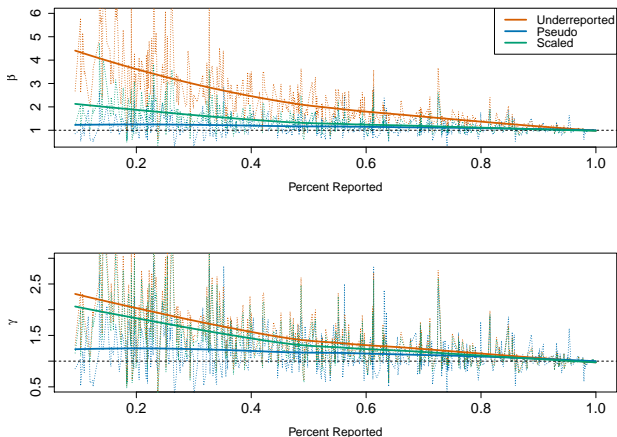 6
5
4
3
2
1
β
Underreported
Pseudo
Scaled
0.2 0.4 0.6 0.8 1.0
Percent Reported
2.5
1.5
0.5
γ
0.2 0.4 0.6 0.8 1.0
Percent Reported